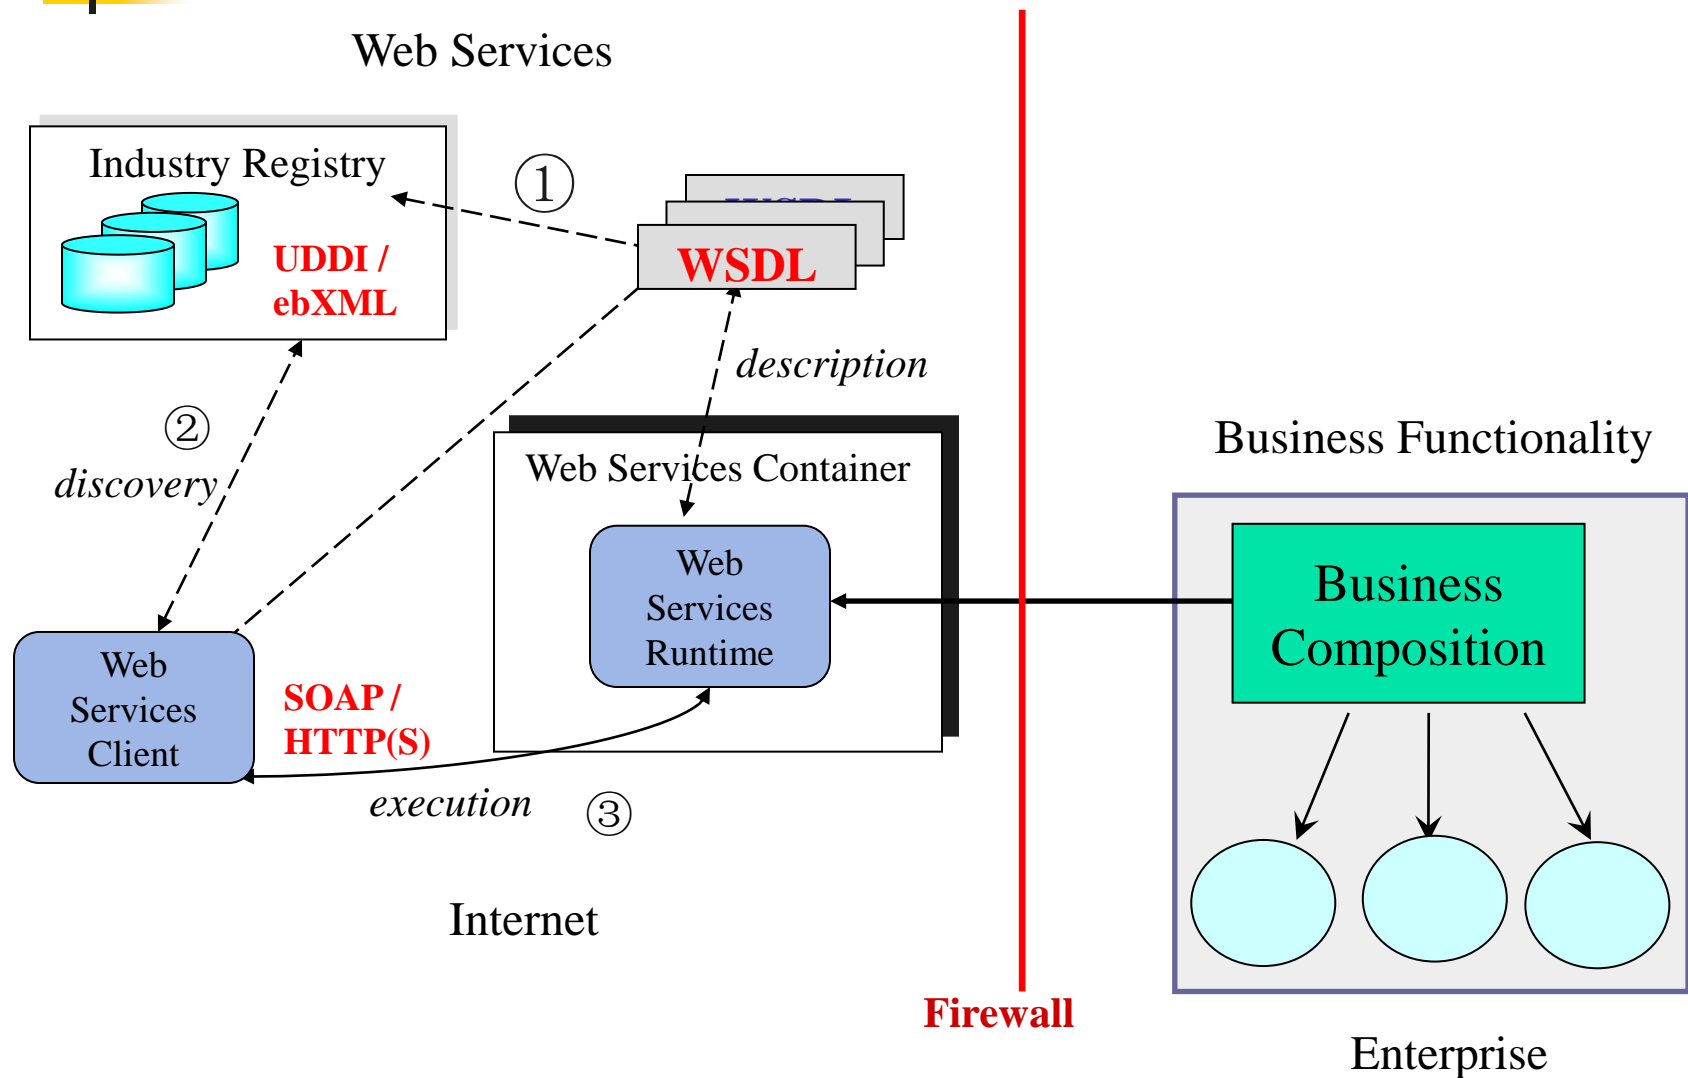 Web Services
Industry Registry
①
UDDI /
ebXML
WSDL
description
②
discovery
Web Services Container
Web
Services
Runtime
Web
Services
Client
SOAP /
HTTP(S)
execution
③
Internet
Firewall
Business Functionality
Business
Composition
Enterprise